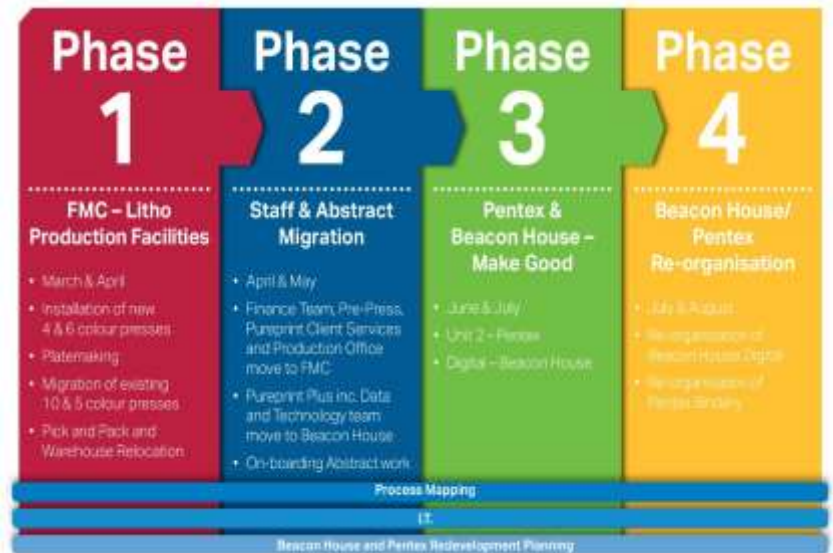 Phase
1
FMC – Litho
Production Facilities
• March & April
• Installation of new
4 & 6 colour presses
• Platemaking
• Migration of existing
10 & 5 colour presses
• Pick and Pack and
Warehouse Relocation
Phase
2
Staff & Abstract
Migration
• April & May
• Finance Team, Pre-Press,
Pureprint Client Services
and Production Office
move to FMC
• Pureprint Plus inc. Data
and Technology team
move to Beacon House
• On-boarding Abstract work
Phase
3
Pentex &
Beacon House –
Make Good
• June & July
• Unit 2 – Pentex
• Digital – Beacon House
Phase
4
Beacon House/
Pentex
Re-organisation
• July & August
• Re-organisation of
Beacon House Digital
• Re-organisation of
Pentex Bindery
Process Mapping
I.T.
Beacon House and Pentex Redevelopment Planning